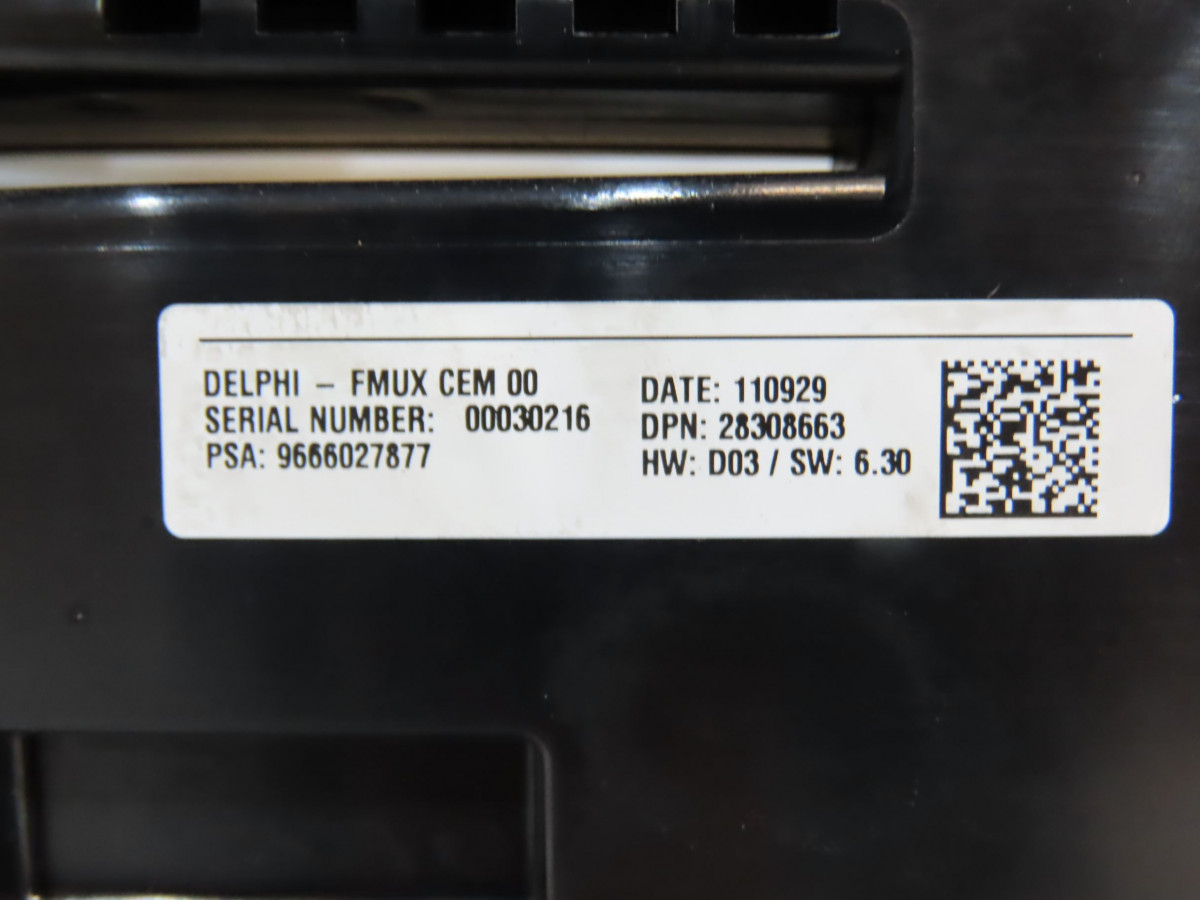 DELPHI – FMUX CEM 00
SERIAL NUMBER: 00030216
PSA: 9666027877
DATE: 110929
DPN: 28308663
HW: D03 / SW: 6.30